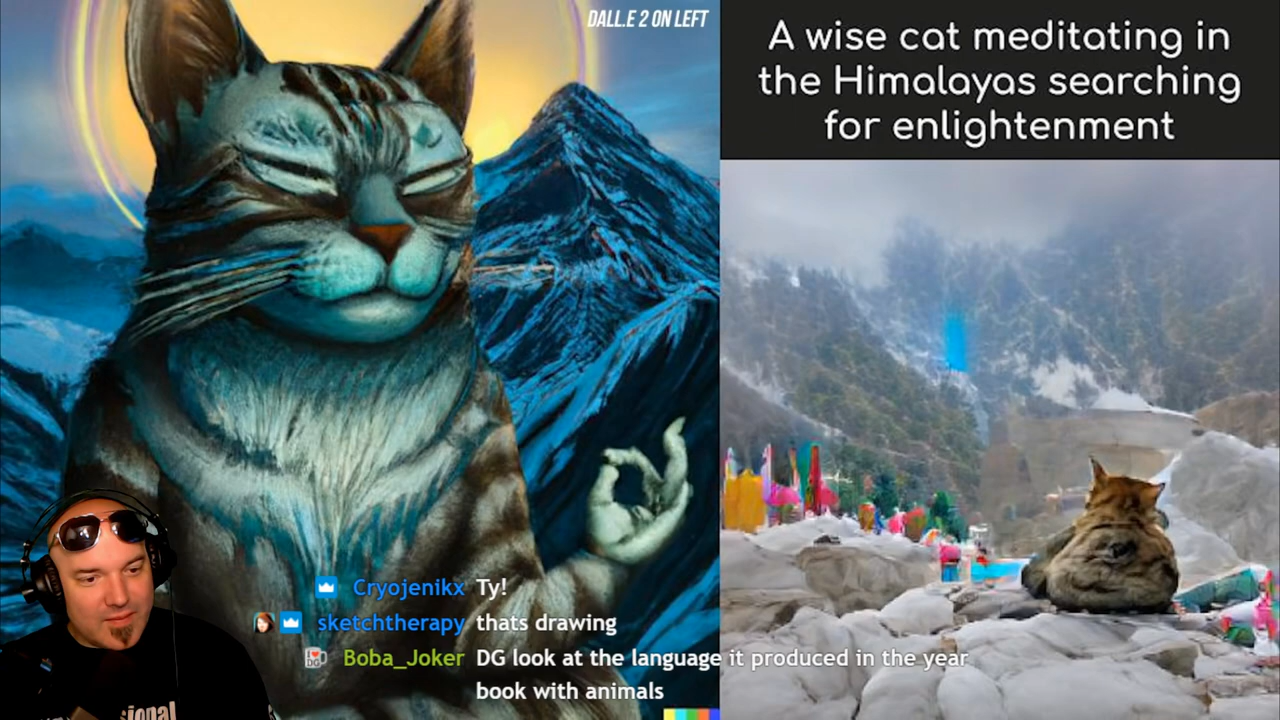 DALL.E 2 ON LEFT
A wise cat meditating in
the Himalayas searching
for enlightenment
Cryojenikx Ty!
sketchtherapy thats drawing
Boba_Joker DG look at the language it produced in the year
book with animals
sional